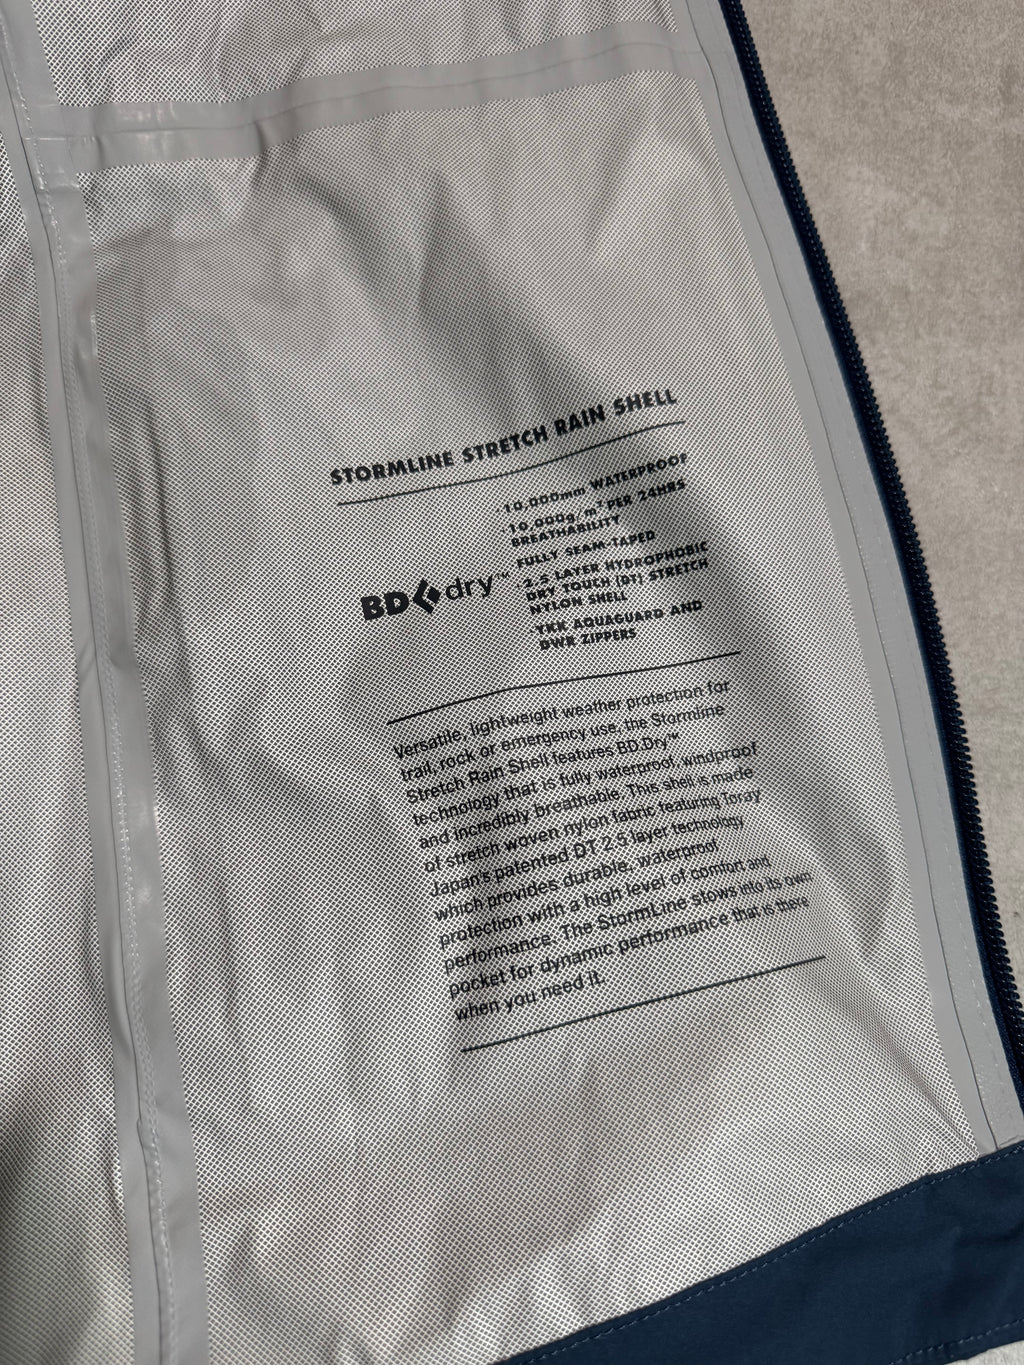 STORMLINE STRETCH RAIN SHELL
· 10,000mm WATERPROOF
10,000g/m² PER 24HRS
BREATHABILITY
FULLY SEAM-TAPED
BD dry™
2.5 LAYER HYDROPHOBIC
DRY TOUCH (DT) STRETCH
NYLON SHELL
· YKK AQUAGUARD AND
DWR ZIPPERS
Versatile, lightweight weather protection for
trail, rock or emergency use, the Stormline
Stretch Rain Shell features BD.Dry™
technology that is fully waterproof, windproof
and incredibly breathable. This shell is made
of stretch woven nylon fabric featuring Toray
Japan's patented DT 2.5 layer technology
which provides durable, waterproof
protection with a high level of comfort and
performance. The StormLine stows into its own
pocket for dynamic performance that is there
when you need it.